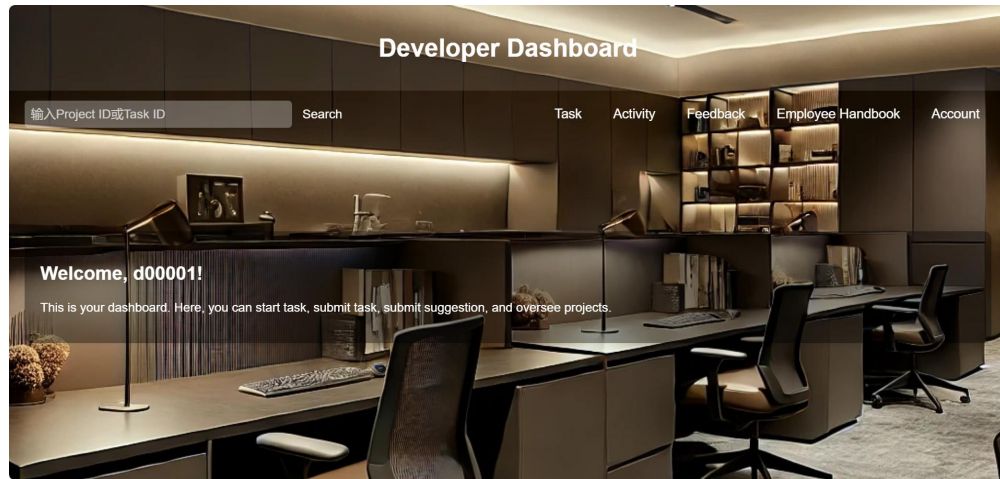 Developer Dashboard
输入Project ID或Task ID Search Task Activity Feedback Employee Handbook Account
Welcome, d00001!
This is your dashboard. Here, you can start task, submit task, submit suggestion, and oversee projects.